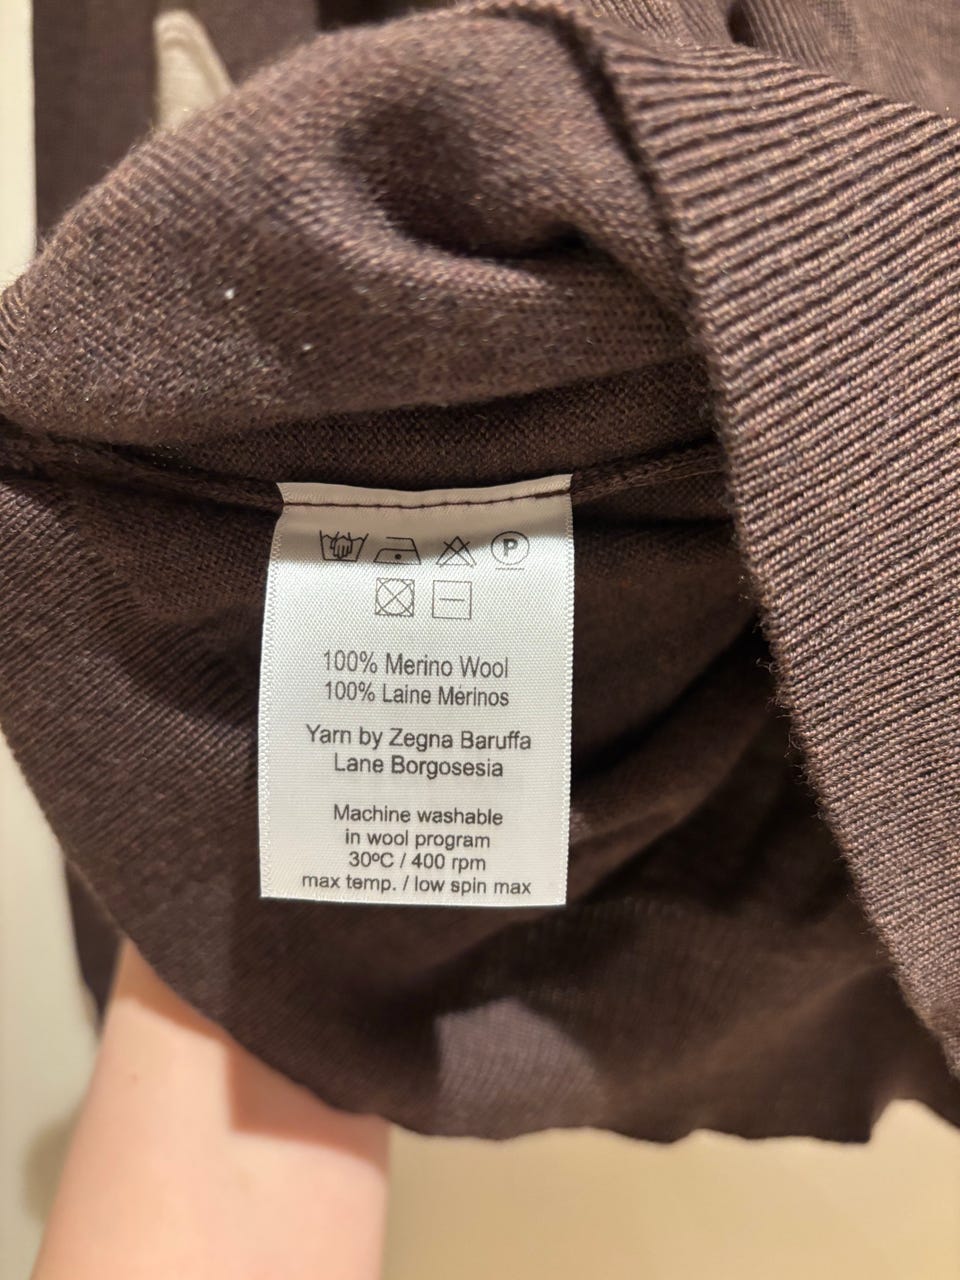 P
100% Merino Wool
100% Laine Mérinos
Yarn by Zegna Baruffa
Lane Borgosesia
Machine washable
in wool program
30ºC / 400 rpm
max temp. / low spin max